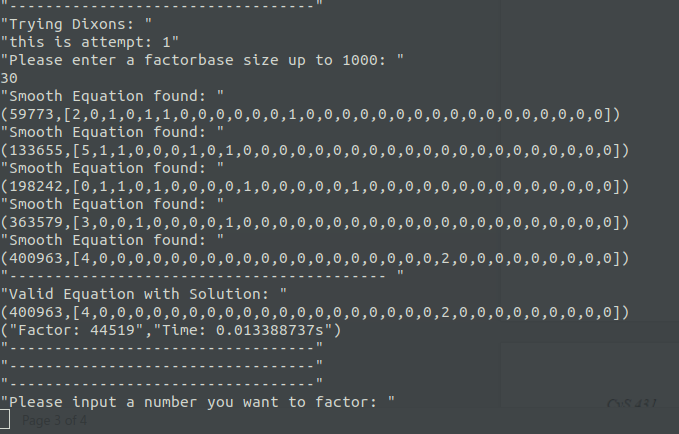 "----------------------------------"
"Trying Dixons: "
"this is attempt: 1"
"Please enter a factorbase size up to 1000: "
30
"Smooth Equation found: "
(59773,[2,0,1,0,1,1,0,0,0,0,0,0,1,0,0,0,0,0,0,0,0,0,0,0,0,0,0,0,0,0])
"Smooth Equation found: "
(133655,[5,1,1,0,0,0,1,0,1,0,0,0,0,0,0,0,0,0,0,0,0,0,0,0,0,0,0,0,0,0])
"Smooth Equation found: "
(198242,[0,1,1,0,1,0,0,0,0,1,0,0,0,0,0,1,0,0,0,0,0,0,0,0,0,0,0,0,0,0])
"Smooth Equation found: "
(363579,[3,0,0,1,0,0,0,0,1,0,0,0,0,0,0,0,0,0,0,0,0,0,0,0,0,0,0,0,0,0])
"Smooth Equation found: "
(400963,[4,0,0,0,0,0,0,0,0,0,0,0,0,0,0,0,0,0,0,0,2,0,0,0,0,0,0,0,0,0])
"------------------------------------------ "
"Valid Equation with Solution: "
(400963,[4,0,0,0,0,0,0,0,0,0,0,0,0,0,0,0,0,0,0,0,2,0,0,0,0,0,0,0,0,0])
("Factor: 44519","Time: 0.013388737s")
"----------------------------------"
"----------------------------------"
"----------------------------------"
"Please input a number you want to factor: "
Page 3 of 4